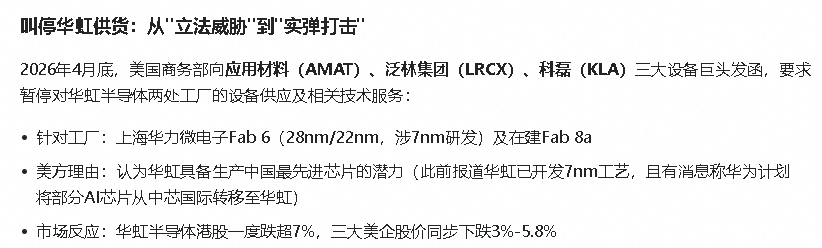 叫停华虹供货：从"立法威胁"到"实弹打击"
2026年4月底，美国商务部向应用材料（AMAT）、泛林集团（LRCX）、科磊（KLA）三大设备巨头发函，要求
暂停对华虹半导体两处工厂的设备供应及相关技术服务：
• 针对工厂：上海华力微电子Fab 6（28nm/22nm，涉7nm研发）及在建Fab 8a
• 美方理由：认为华虹具备生产中国最先进芯片的潜力（此前报道华虹已开发7nm工艺，且有消息称华为计划
将部分AI芯片从中芯国际转移至华虹）
• 市场反应：华虹半导体港股一度跌超7%，三大美企股价同步下跌3%-5.8%